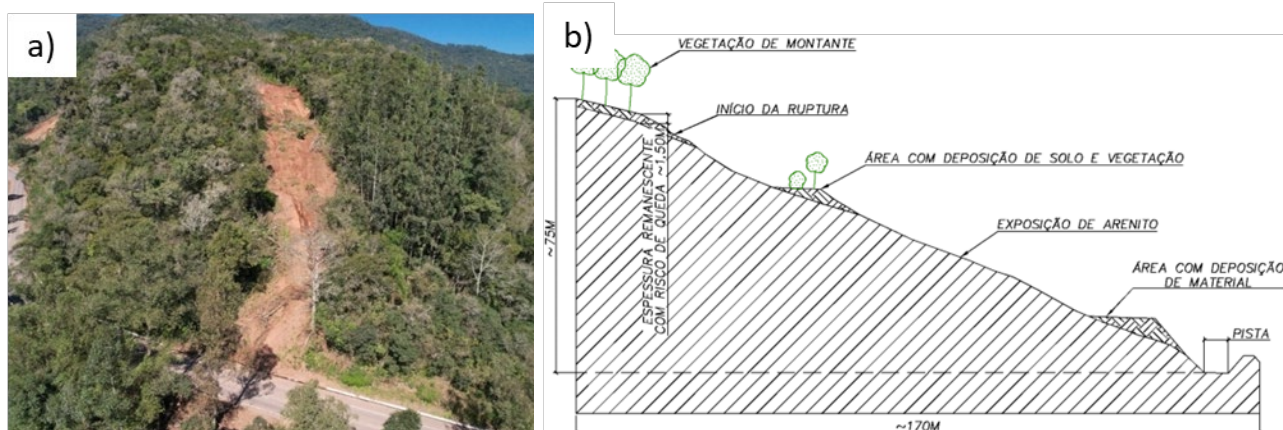 a)
b)
VEGETAÇÃO DE MONTANTE
INÍCIO DA RUPTURA
ÁREA COM DEPOSIÇÃO DE SOLO E VEGETAÇÃO
ESPESSURA REMANESCENTE
COM RISCO DE QUEDA ~1,50M
~75M
EXPOSIÇÃO DE ARENITO
ÁREA COM DEPOSIÇÃO
DE MATERIAL
PISTA
~170M